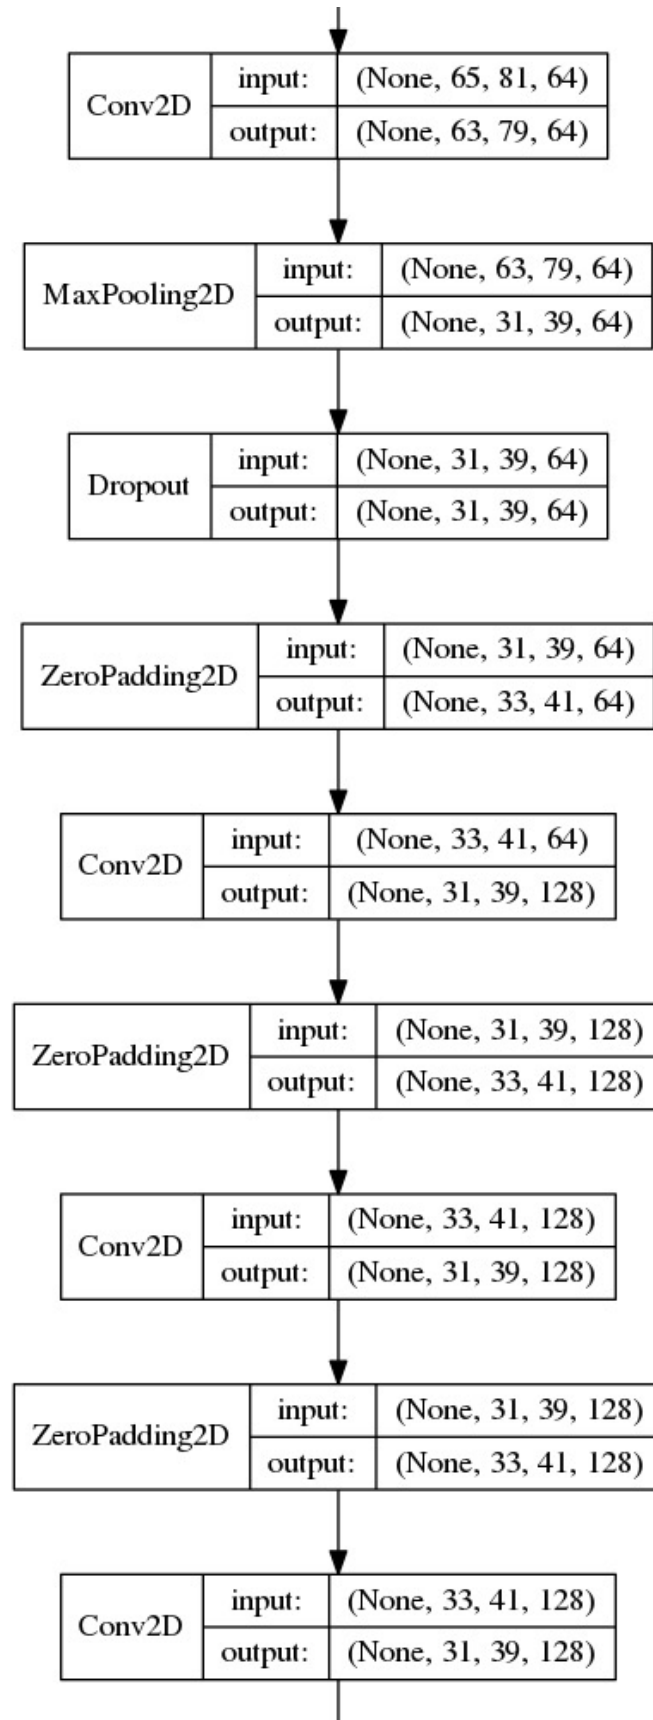 Conv2D input: (None, 65, 81, 64)
output: (None, 63, 79, 64)
MaxPooling2D input: (None, 63, 79, 64)
output: (None, 31, 39, 64)
Dropout input: (None, 31, 39, 64)
output: (None, 31, 39, 64)
ZeroPadding2D input: (None, 31, 39, 64)
output: (None, 33, 41, 64)
Conv2D input: (None, 33, 41, 64)
output: (None, 31, 39, 128)
ZeroPadding2D input: (None, 31, 39, 128)
output: (None, 33, 41, 128)
Conv2D input: (None, 33, 41, 128)
output: (None, 31, 39, 128)
ZeroPadding2D input: (None, 31, 39, 128)
output: (None, 33, 41, 128)
Conv2D input: (None, 33, 41, 128)
output: (None, 31, 39, 128)